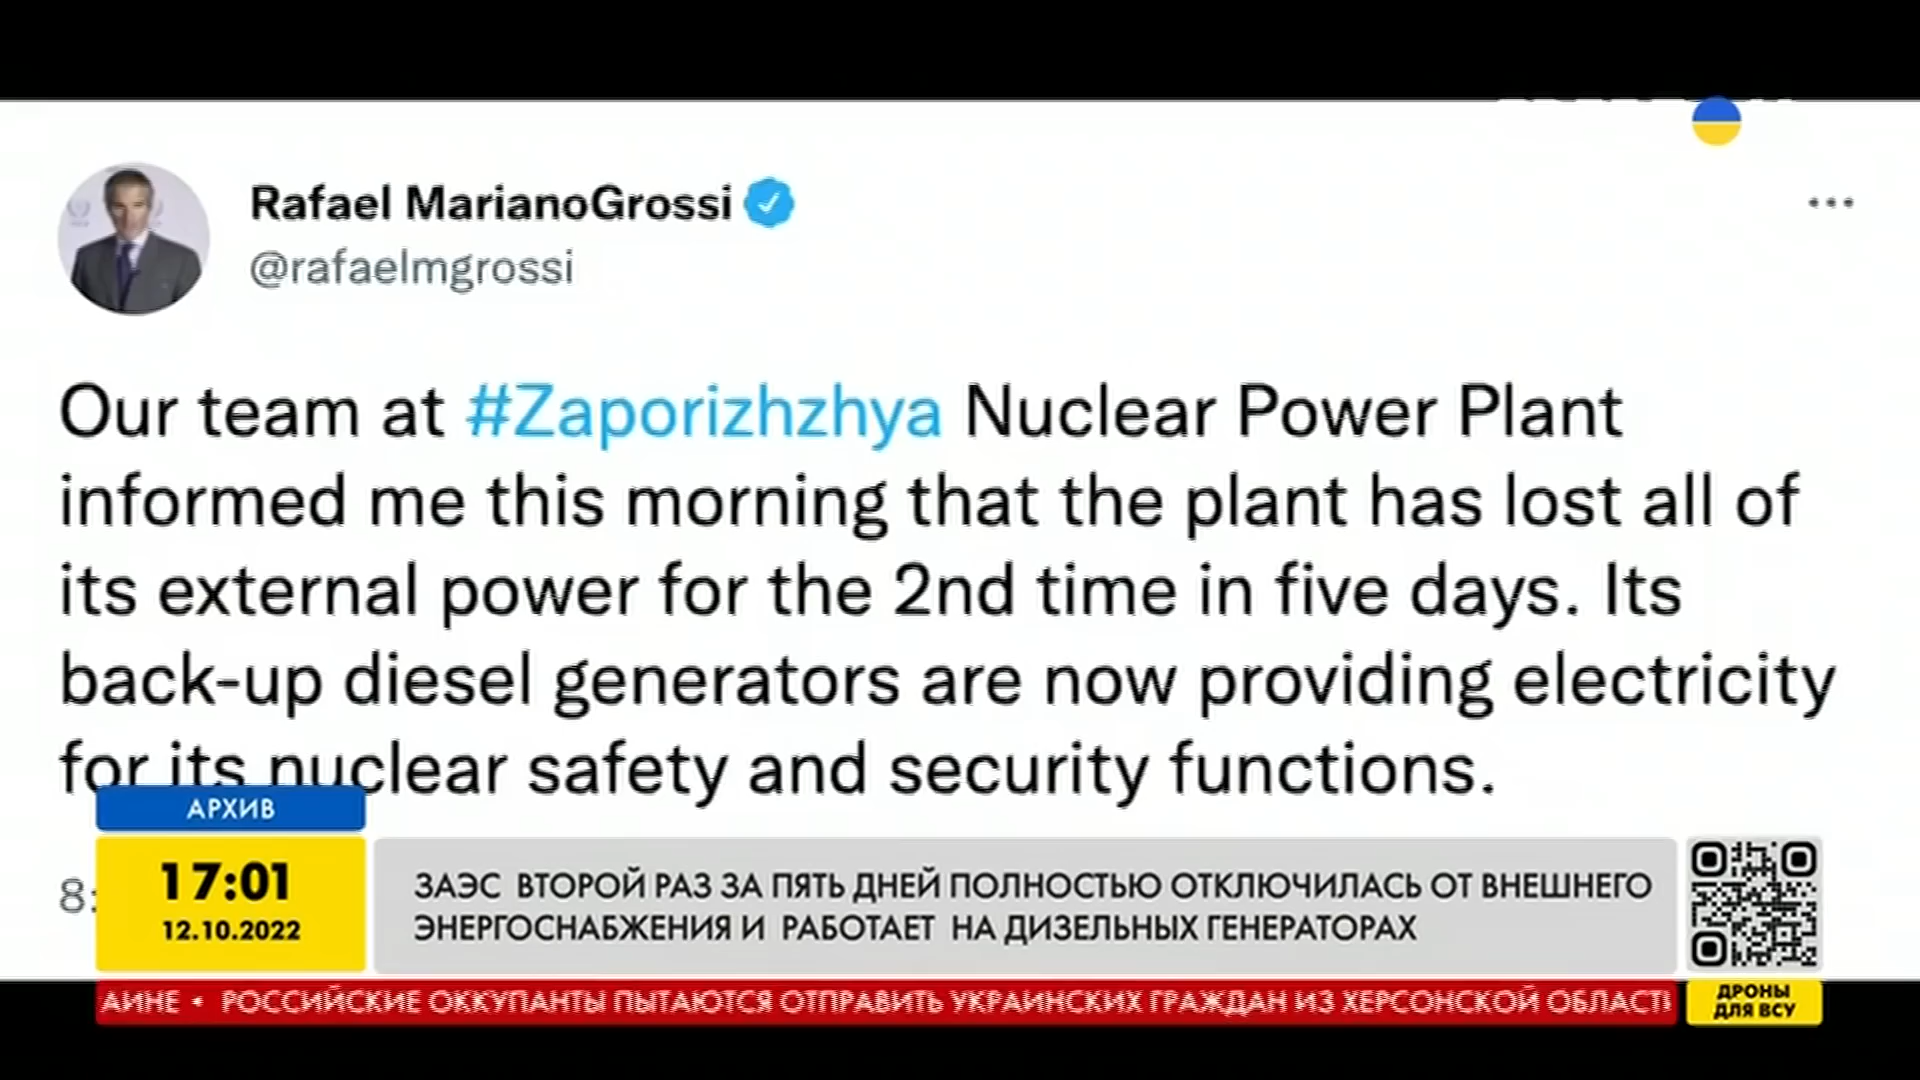 Rafael MarianoGrossi
@rafaelmgrossi
Our team at #Zaporizhzhya Nuclear Power Plant
informed me this morning that the plant has lost all of
its external power for the 2nd time in five days. Its
back-up diesel generators are now providing electricity
for its nuclear safety and security functions.
8:
АРХИВ
17:01
12.10.2022
ЗАЭС ВТОРОЙ РАЗ ЗА ПЯТЬ ДНЕЙ ПОЛНОСТЬЮ ОТКЛЮЧИЛАСЬ ОТ ВНЕШНЕГО
ЭНЕРГОСНАБЖЕНИЯ И РАБОТАЕТ НА ДИЗЕЛЬНЫХ ГЕНЕРАТОРАХ
АИНЕ • РОССИЙСКИЕ ОККУПАНТЫ ПЫТАЮТСЯ ОТПРАВИТЬ УКРАИНСКИХ ГРАЖДАН ИЗ ХЕРСОНСКОЙ ОБЛАСТЬ
ДРОНЫ
ДЛЯ ВСУ